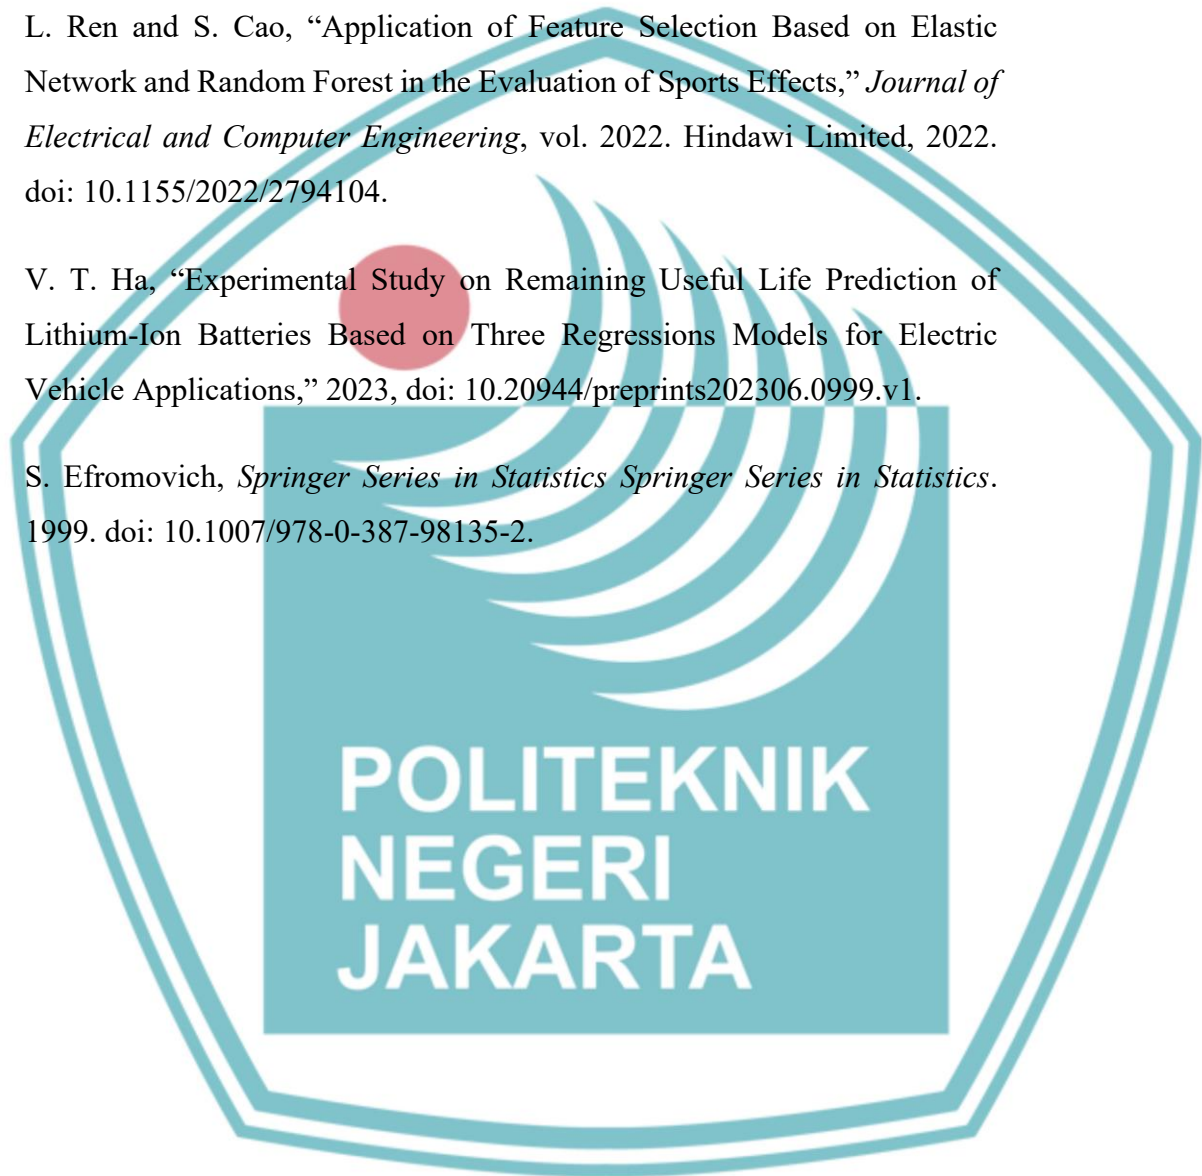 L. Ren and S. Cao, “Application of Feature Selection Based on Elastic
Network and Random Forest in the Evaluation of Sports Effects,” Journal of
Electrical and Computer Engineering, vol. 2022. Hindawi Limited, 2022.
doi: 10.1155/2022/2794104.
V. T. Ha, “Experimental Study on Remaining Useful Life Prediction of
Lithium-Ion Batteries Based on Three Regressions Models for Electric
Vehicle Applications,” 2023, doi: 10.20944/preprints202306.0999.v1.
S. Efromovich, Springer Series in Statistics Springer Series in Statistics.
1999. doi: 10.1007/978-0-387-98135-2.
POLITEKNIK
NEGERI
JAKARTA